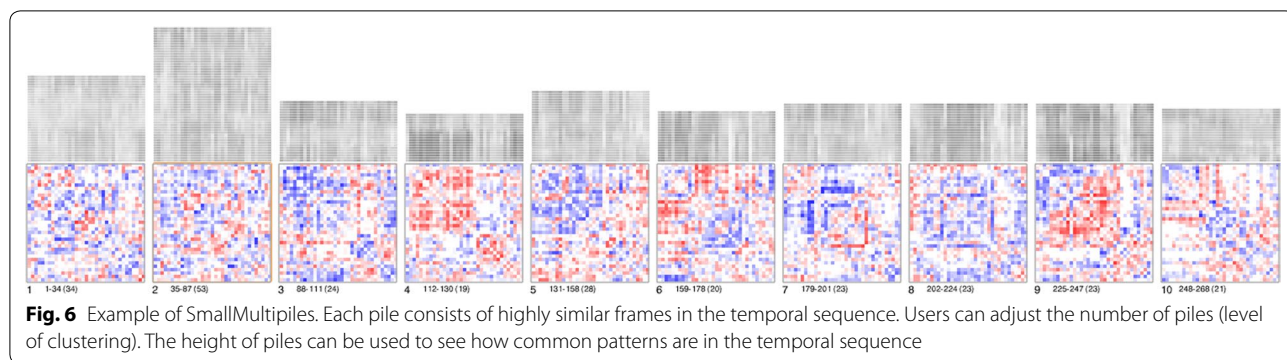 1 1-34 (34) 2 35-87 (53) 3 88-111 (24) 4 112-130 (19) 5 131-158 (28) 6 159-178 (20) 7 179-201 (23) 8 202-224 (23) 9 225-247 (23) 10 248-268 (21)
Fig. 6 Example of SmallMultipiles. Each pile consists of highly similar frames in the temporal sequence. Users can adjust the number of piles (level
of clustering). The height of piles can be used to see how common patterns are in the temporal sequence